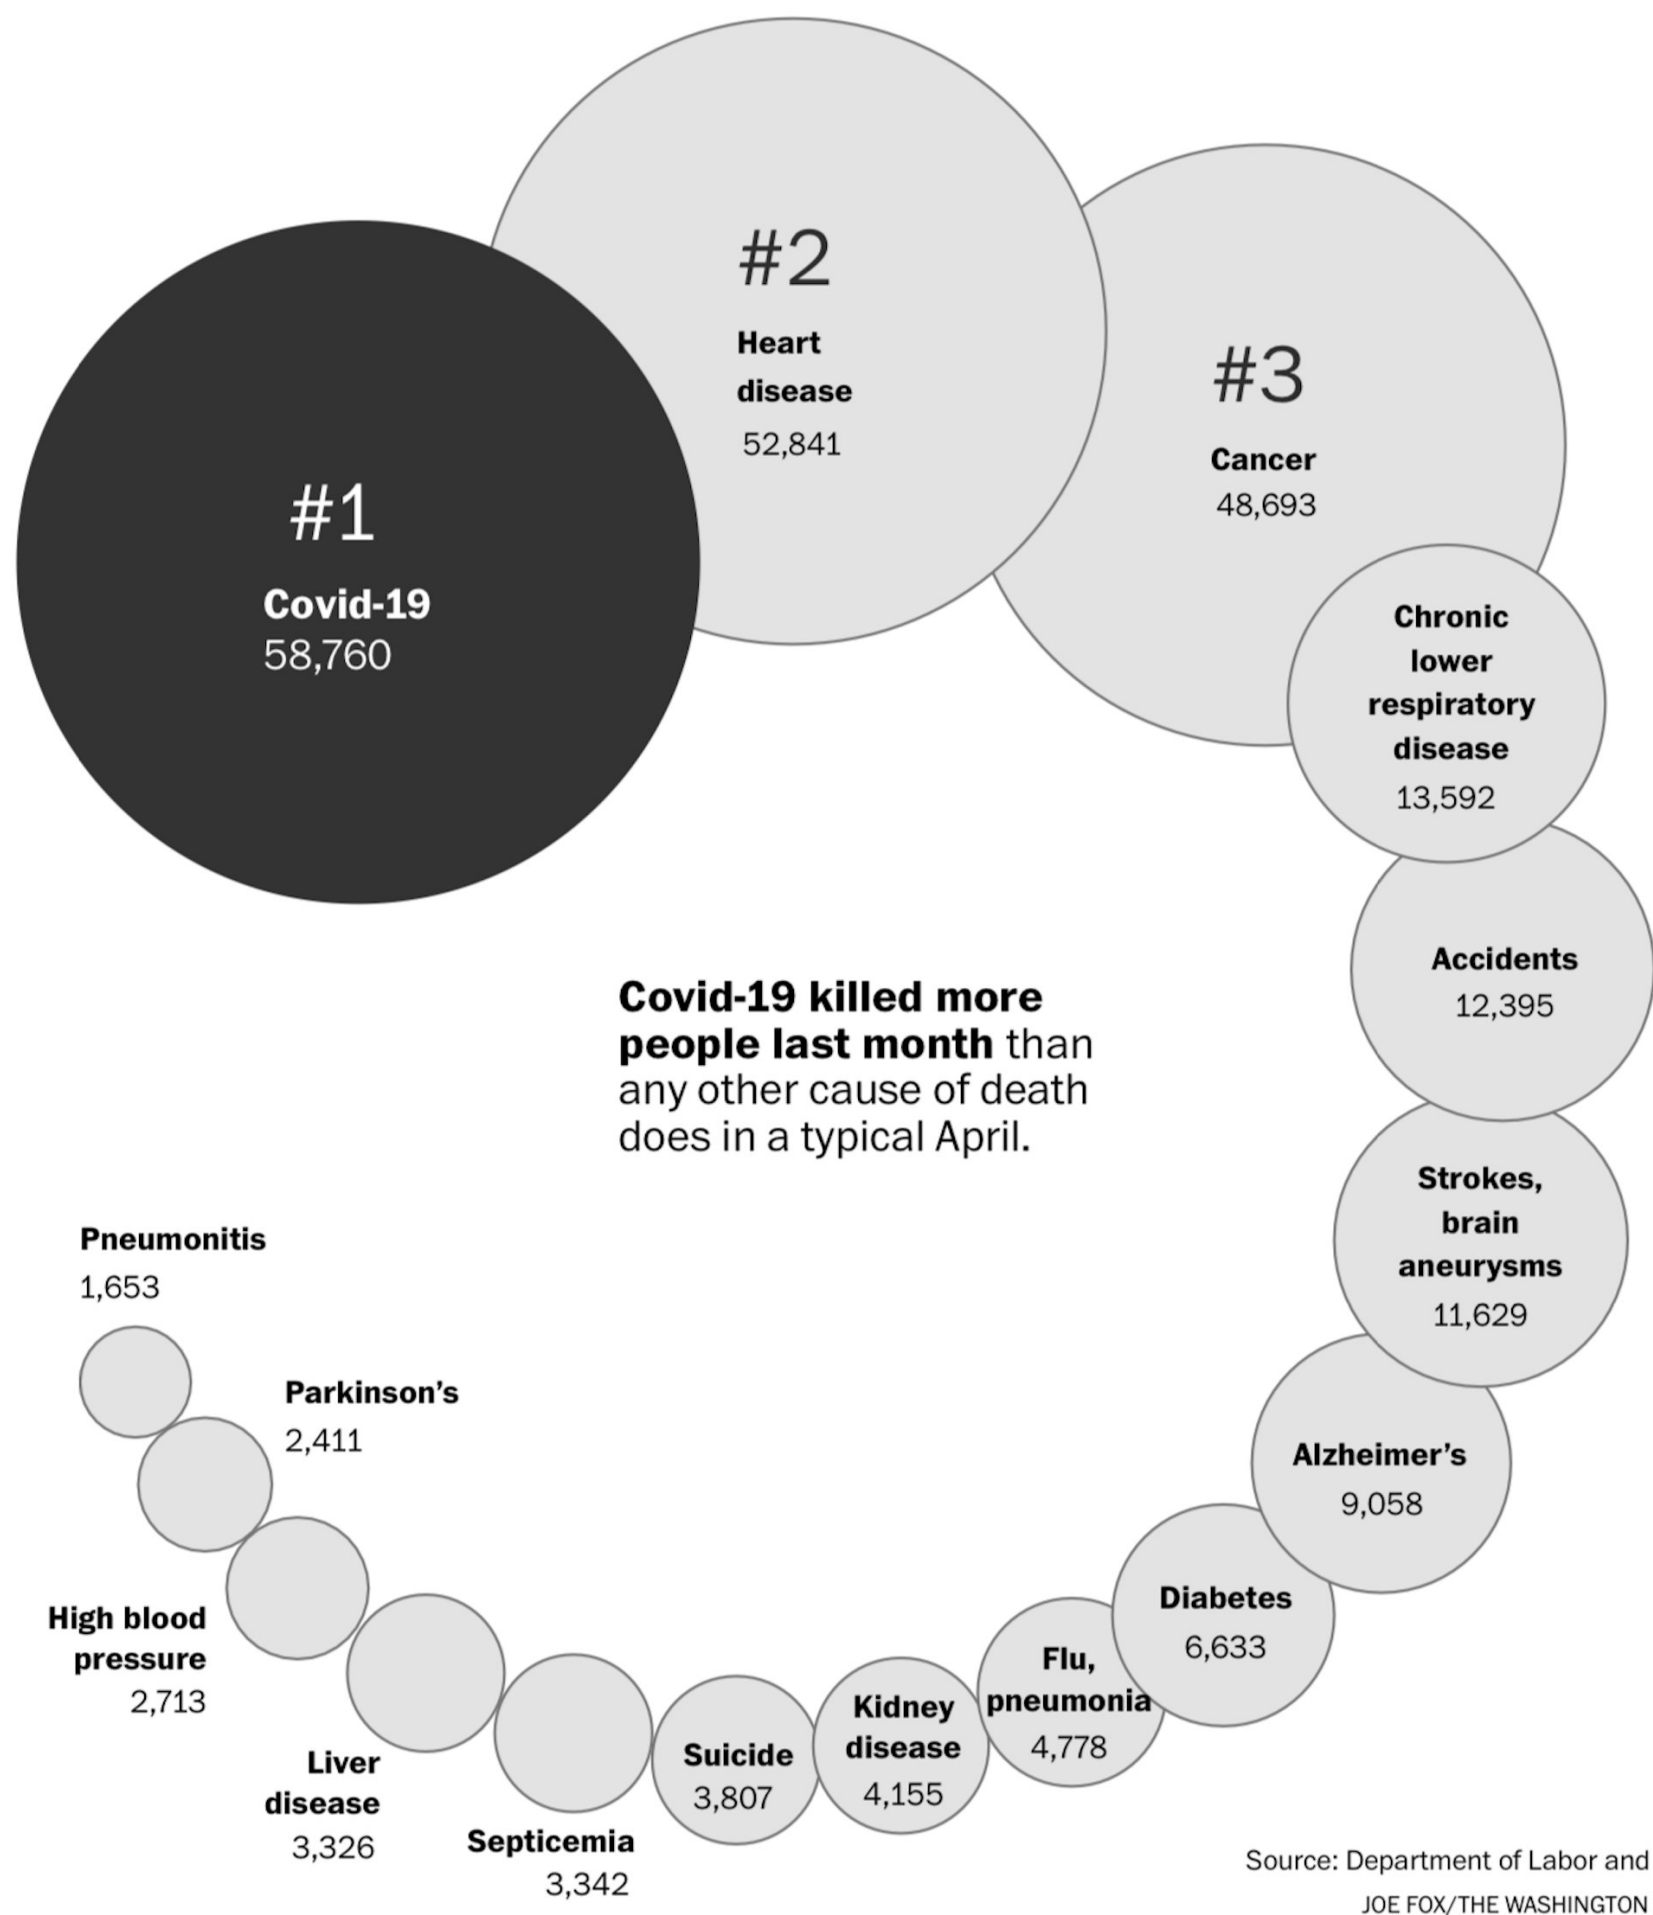 #1
Covid-19
58,760
#2
Heart
disease
52,841
#3
Cancer
48,693
Chronic
lower
respiratory
disease
13,592
Accidents
12,395
Strokes,
brain
aneurysms
11,629
Alzheimer’s
9,058
Diabetes
6,633
Flu,
pneumonia
4,778
Kidney
disease
4,155
Suicide
3,807
Septicemia
3,342
Liver
disease
3,326
High blood
pressure
2,713
Parkinson’s
2,411
Pneumonitis
1,653
Covid-19 killed more
people last month than
any other cause of death
does in a typical April.
Source: Department of Labor and
JOE FOX/THE WASHINGTON